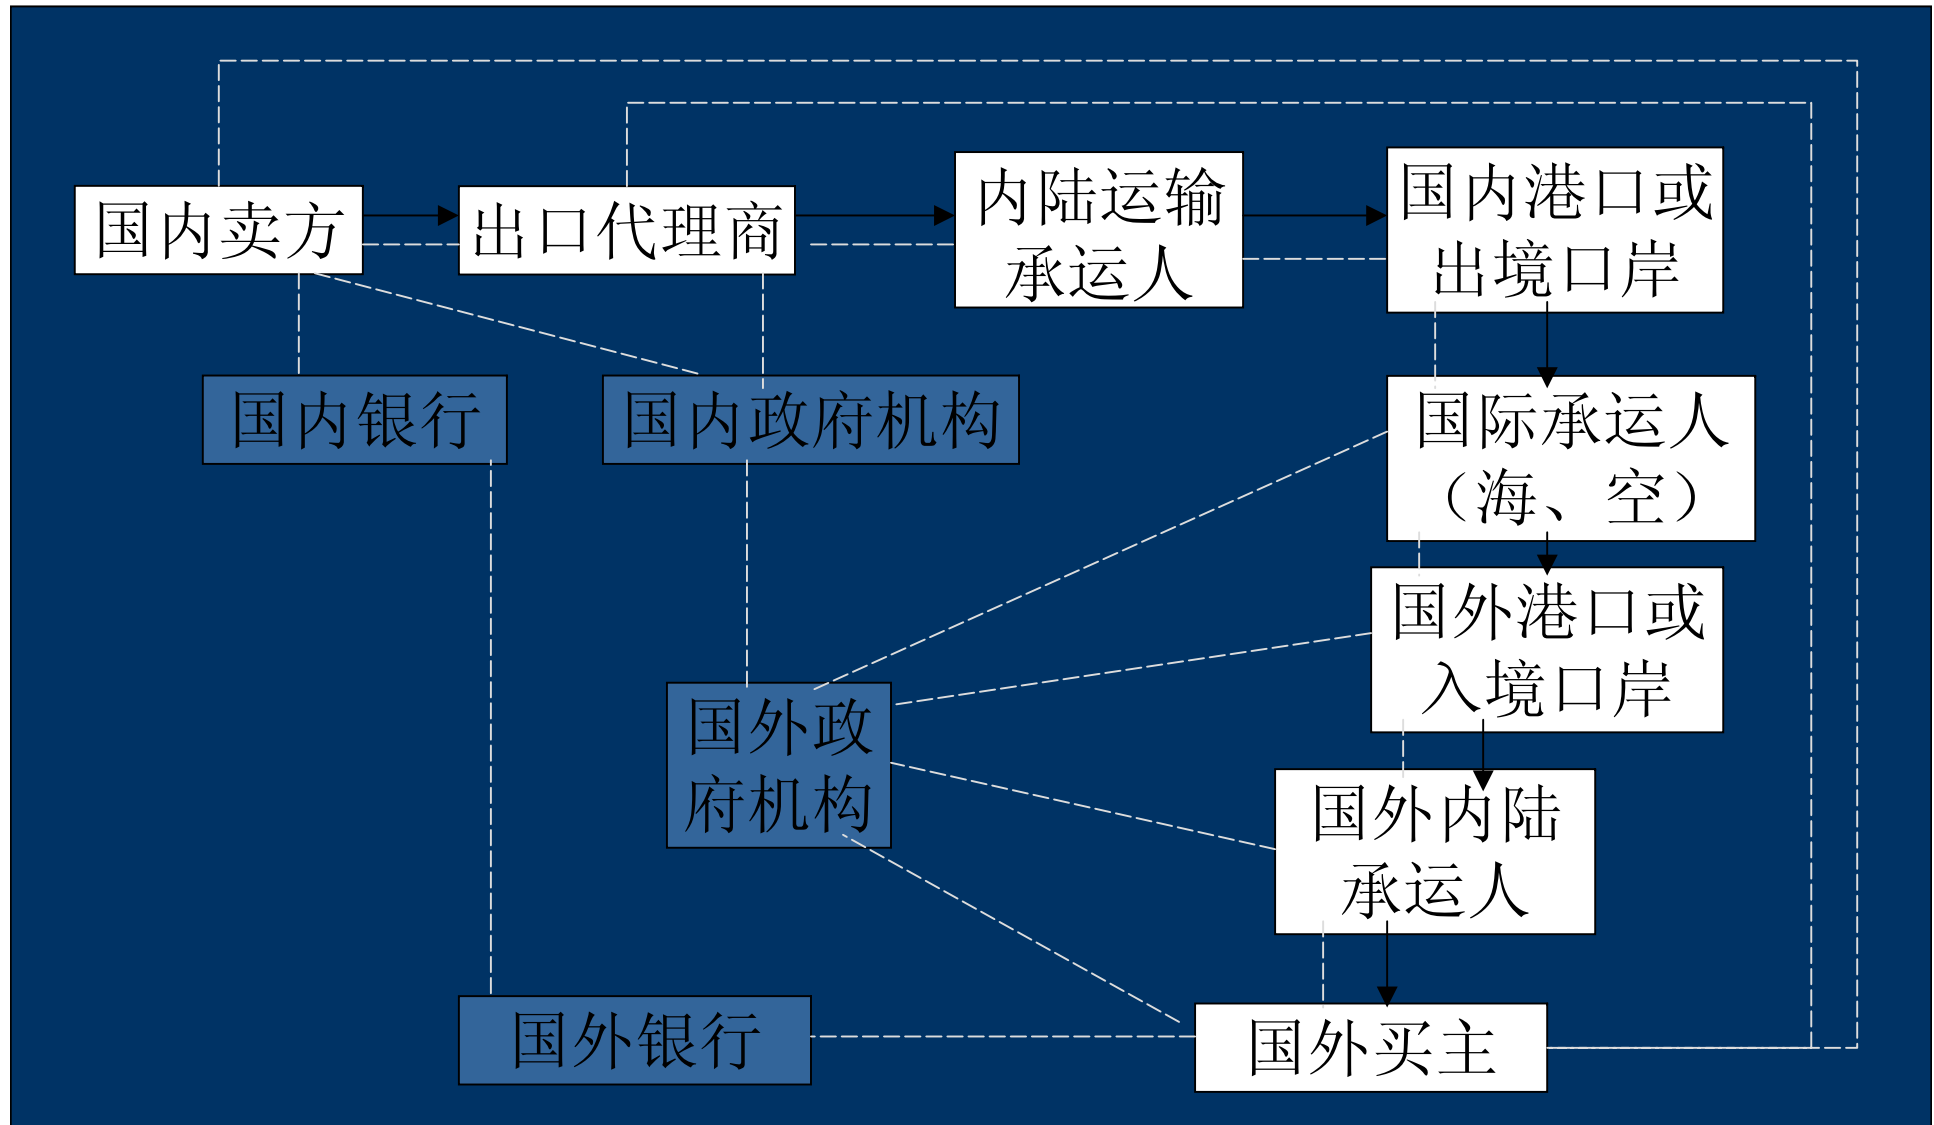 国内卖方
出口代理商
内陆运输
承运人
国内港口或
出境口岸
国内银行
国内政府机构
国际承运人
（海、空）
国外港口或
入境口岸
国外政
府机构
国外内陆
承运人
国外银行
国外买主